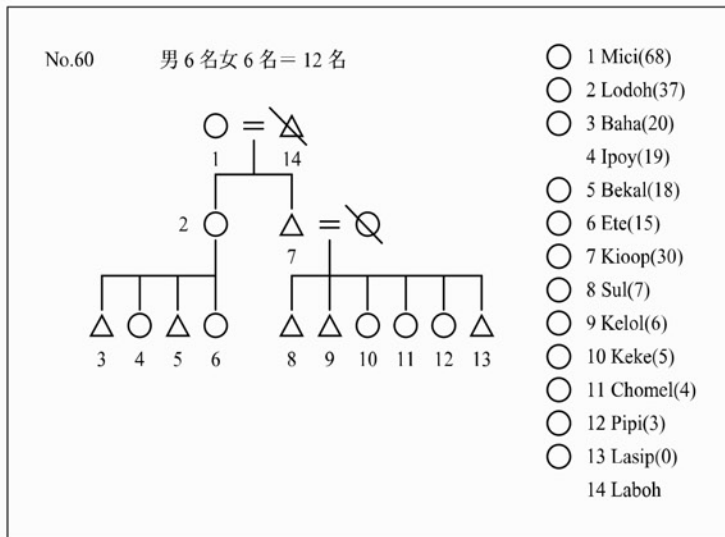 No.60 男 6 名女 6 名＝ 12 名
1 14
2 7
3 4 5 6 8 9 10 11 12 13
1 Mici(68)
2 Lodoh(37)
3 Baha(20)
4 Ipoy(19)
5 Bekal(18)
6 Ete(15)
7 Kioop(30)
8 Sul(7)
9 Kelol(6)
10 Keke(5)
11 Chomel(4)
12 Pipi(3)
13 Lasip(0)
14 Laboh